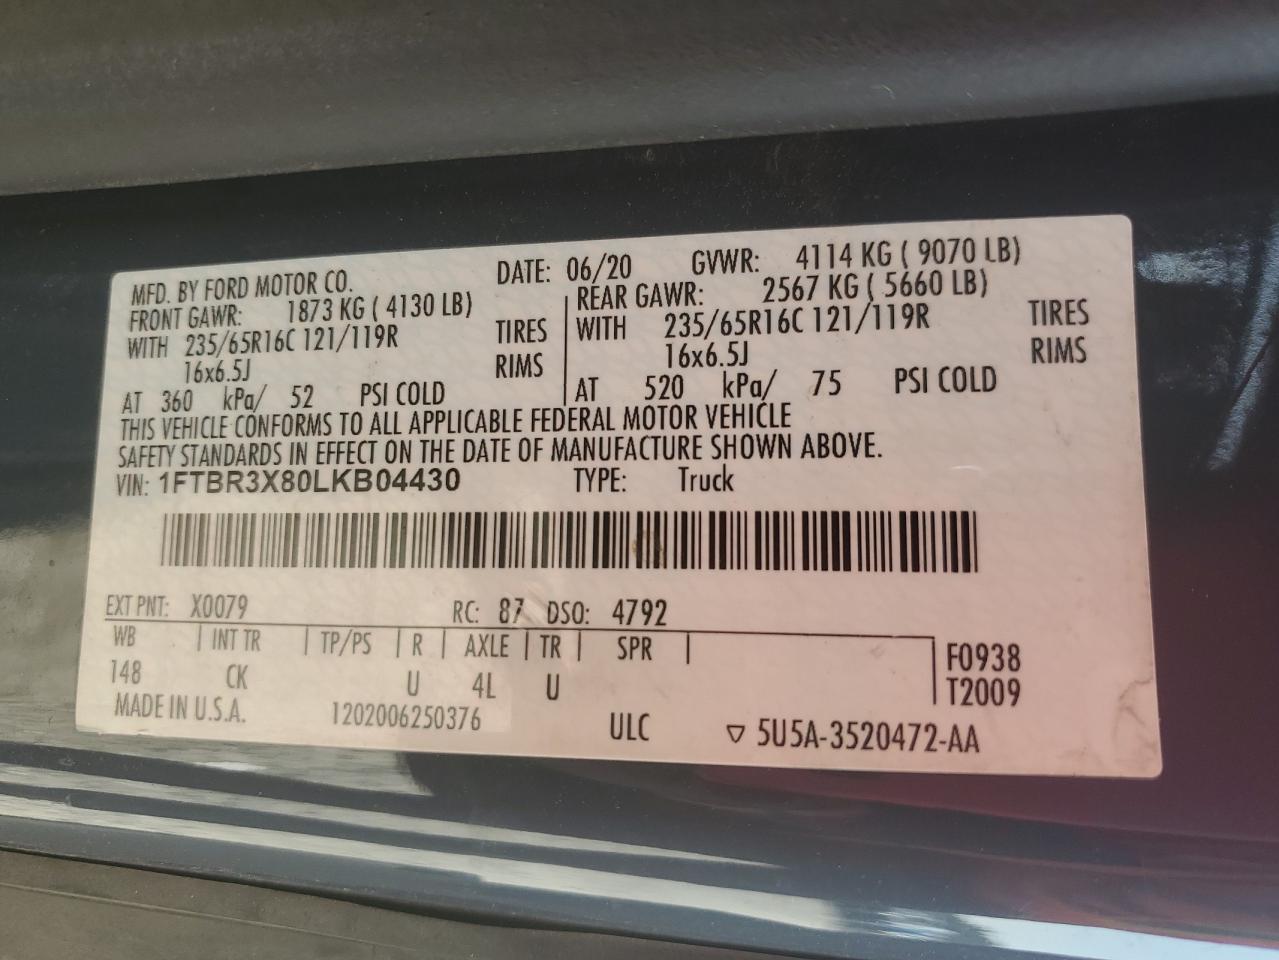 MFD. BY FORD MOTOR CO. DATE: 06/20 GVWR: 4114 KG ( 9070 LB)
FRONT GAWR: 1873 KG ( 4130 LB) REAR GAWR: 2567 KG ( 5660 LB)
WITH 235/65R16C 121/119R TIRES WITH 235/65R16C 121/119R TIRES
16x6.5J RIMS 16x6.5J RIMS
AT 360 kPa/ 52 PSI COLD AT 520 kPa/ 75 PSI COLD
THIS VEHICLE CONFORMS TO ALL APPLICABLE FEDERAL MOTOR VEHICLE
SAFETY STANDARDS IN EFFECT ON THE DATE OF MANUFACTURE SHOWN ABOVE.
VIN: 1FTBR3X80LKB04430 TYPE: Truck
EXT PNT: X0079 RC: 87 DSO: 4792
WB INT TR TP/PS R AXLE TR SPR F0938
148 CK U 4L U T2009
MADE IN U.S.A. 1202006250376 ULC ▽ 5U5A-3520472-AA